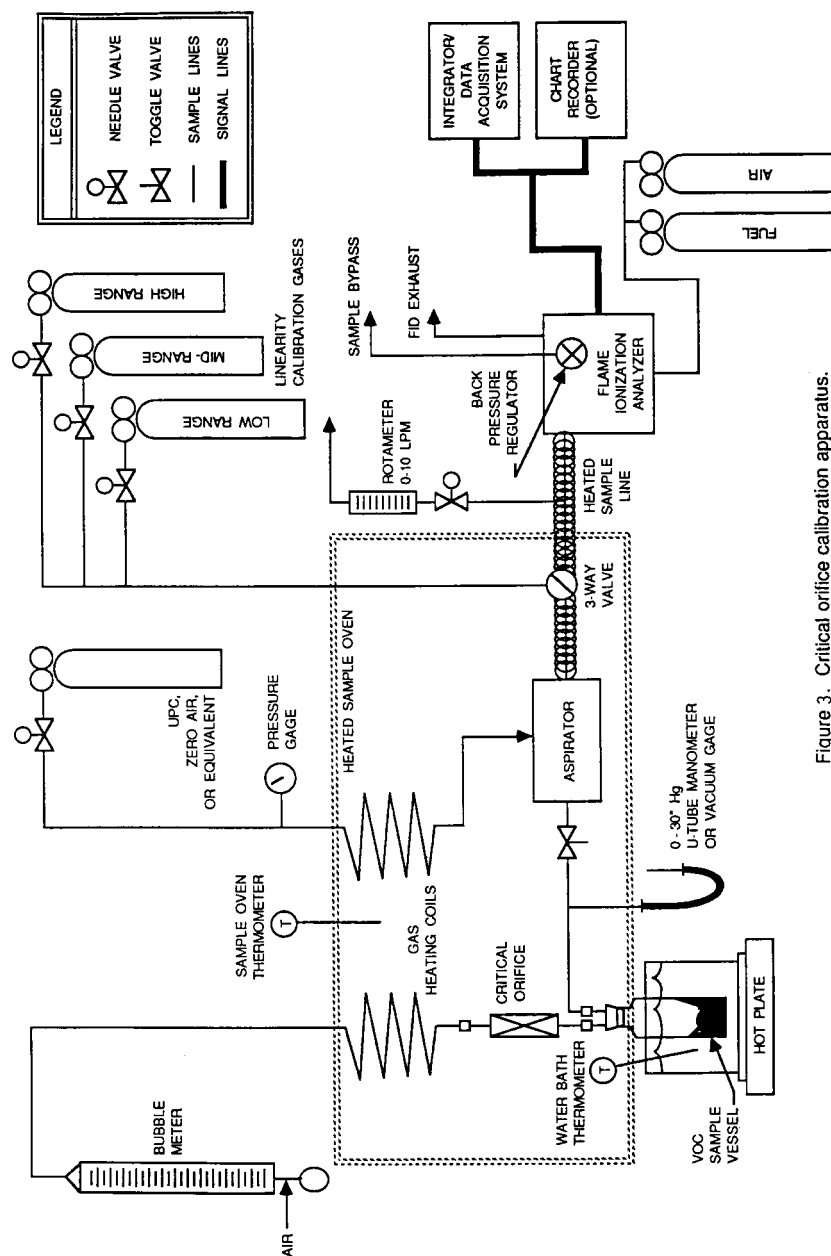 LEGEND
NEEDLE VALVE
TOGGLE VALVE
SAMPLE LINES
SIGNAL LINES
HIGH RANGE
MID-RANGE
LOW RANGE
LINEARITY
CALIBRATION GASES
UPC,
ZERO AIR,
OR EQUIVALENT
PRESSURE
GAGE
SAMPLE OVEN
THERMOMETER
T
BUBBLE
METER
AIR
HEATED SAMPLE OVEN
GAS
HEATING COILS
CRITICAL
ORIFICE
WATER BATH
THERMOMETER
T
VOC
SAMPLE
VESSEL
HOT PLATE
0 - 30" Hg
U-TUBE MANOMETER
OR VACUUM GAGE
ASPIRATOR
3-WAY
VALVE
HEATED
SAMPLE
LINE
ROTAMETER
0-10 LPM
BACK
PRESSURE
REGULATOR
SAMPLE BYPASS
FID EXHAUST
FLAME
IONIZATION
ANALYZER
INTEGRATOR/
DATA
ACQUISITION
SYSTEM
CHART
RECORDER
(OPTIONAL)
FUEL
AIR
Figure 3. Critical orifice calibration apparatus.